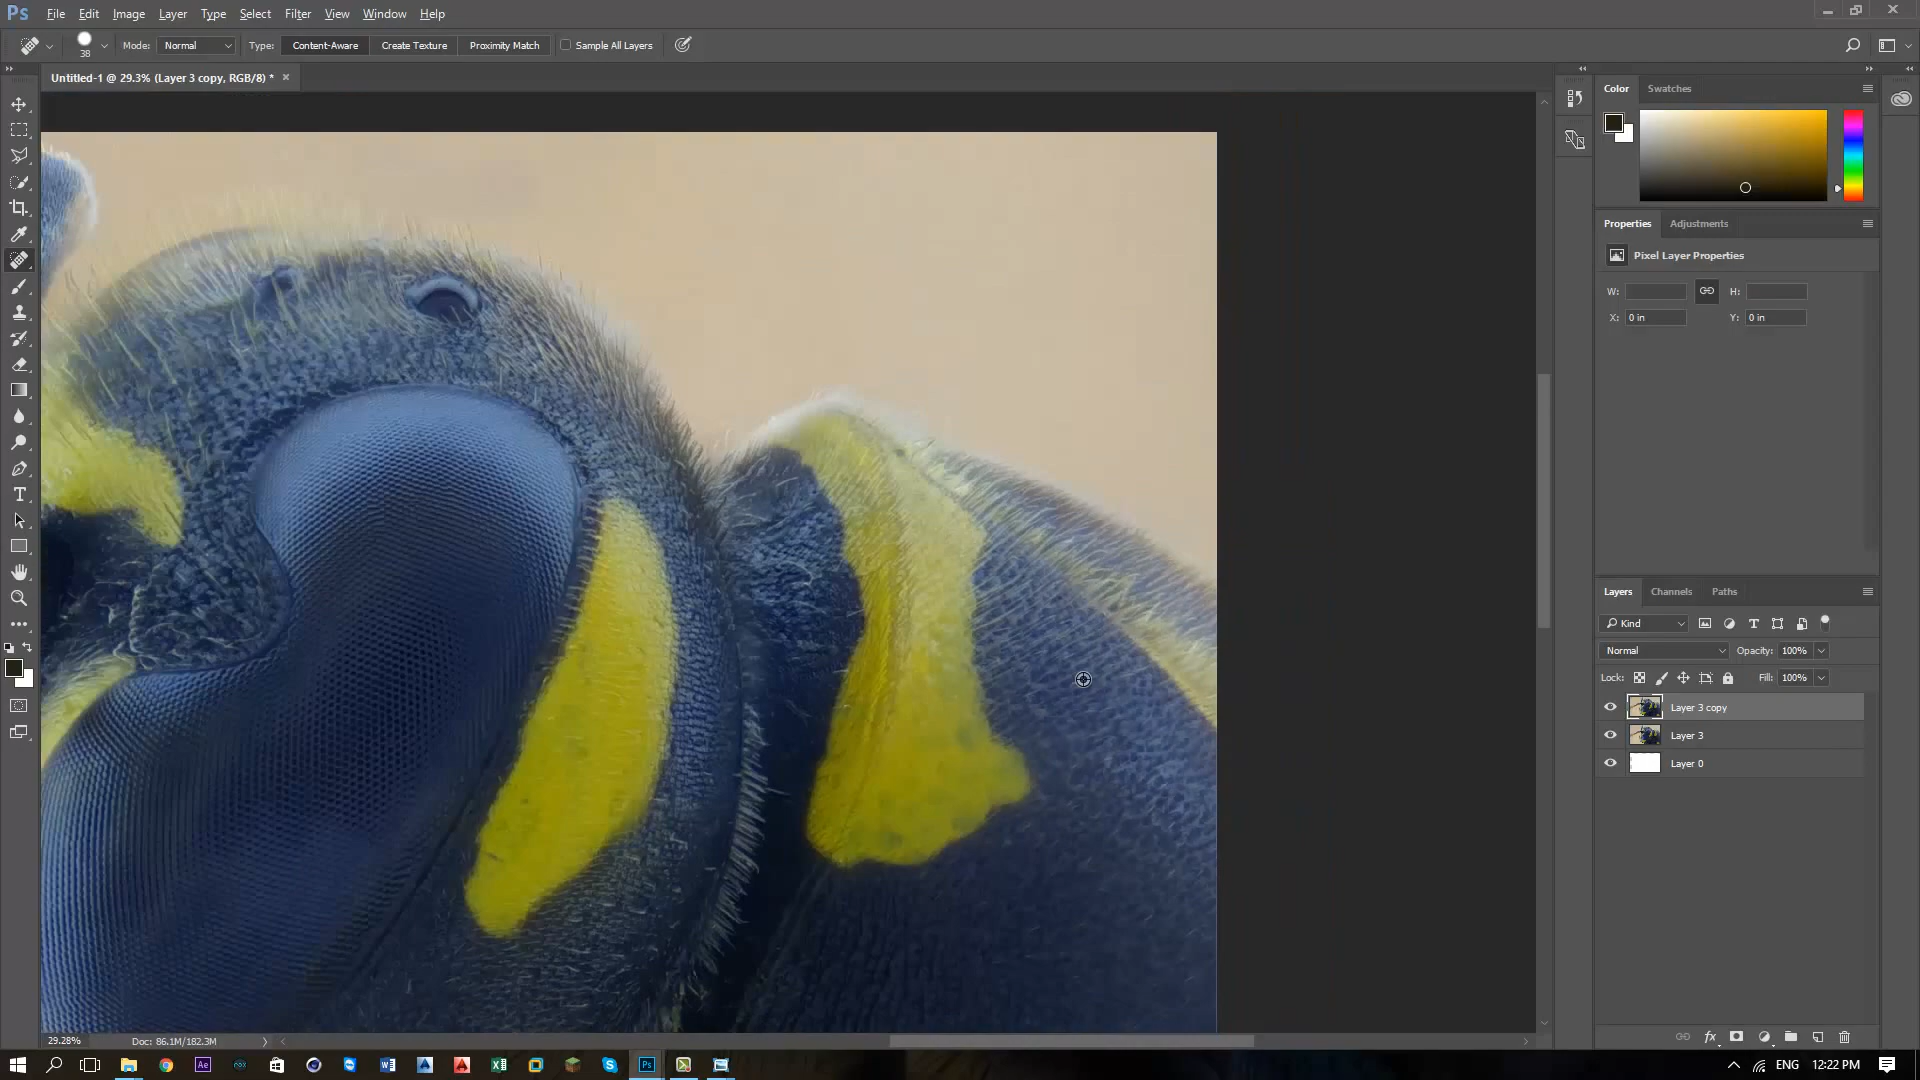 Ps File Edit Image Layer Type Select Filter View Window Help
38 Mode: Normal Type: Content-Aware Create Texture Proximity Match Sample All Layers
Untitled-1 @ 29.3% (Layer 3 copy, RGB/8) *
Color Swatches
Properties Adjustments
Pixel Layer Properties
W: H:
X: 0 in Y: 0 in
Layers Channels Paths
Kind
Normal Opacity: 100%
Lock: Fill: 100%
Layer 3 copy
Layer 3
Layer 0
29.28% Doc: 86.1M/182.3M
Ae Ps ENG 12:22 PM